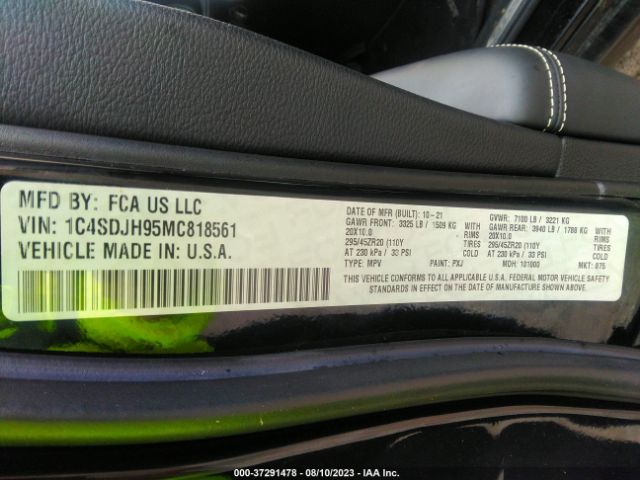 MFD BY: FCA US LLC
VIN: 1C4SDJH95MC818561
VEHICLE MADE IN: U.S.A.
DATE OF MFR (BUILT): 10-21 GVWR: 7100 LB / 3221 KG
GAWR FRONT: 3325 LB / 1509 KG WITH GAWR REAR: 3940 LB / 1788 KG WITH
20X10.0 RIMS 20X10.0 RIMS
295/45ZR20 (110Y TIRES 295/45ZR20 (110Y TIRES
AT 230 kPa / 33 PSI COLD AT 230 kPa / 33 PSI COLD
TYPE: MPV PAINT: PXJ MDH: 101000 MKT: 875
THIS VEHICLE CONFORMS TO ALL APPLICABLE U.S.A. FEDERAL MOTOR VEHICLE SAFETY
STANDARDS IN EFFECT ON THE DATE OF MANUFACTURE SHOWN ABOVE.
000-37291478 - 08/10/2023 - IAA Inc.